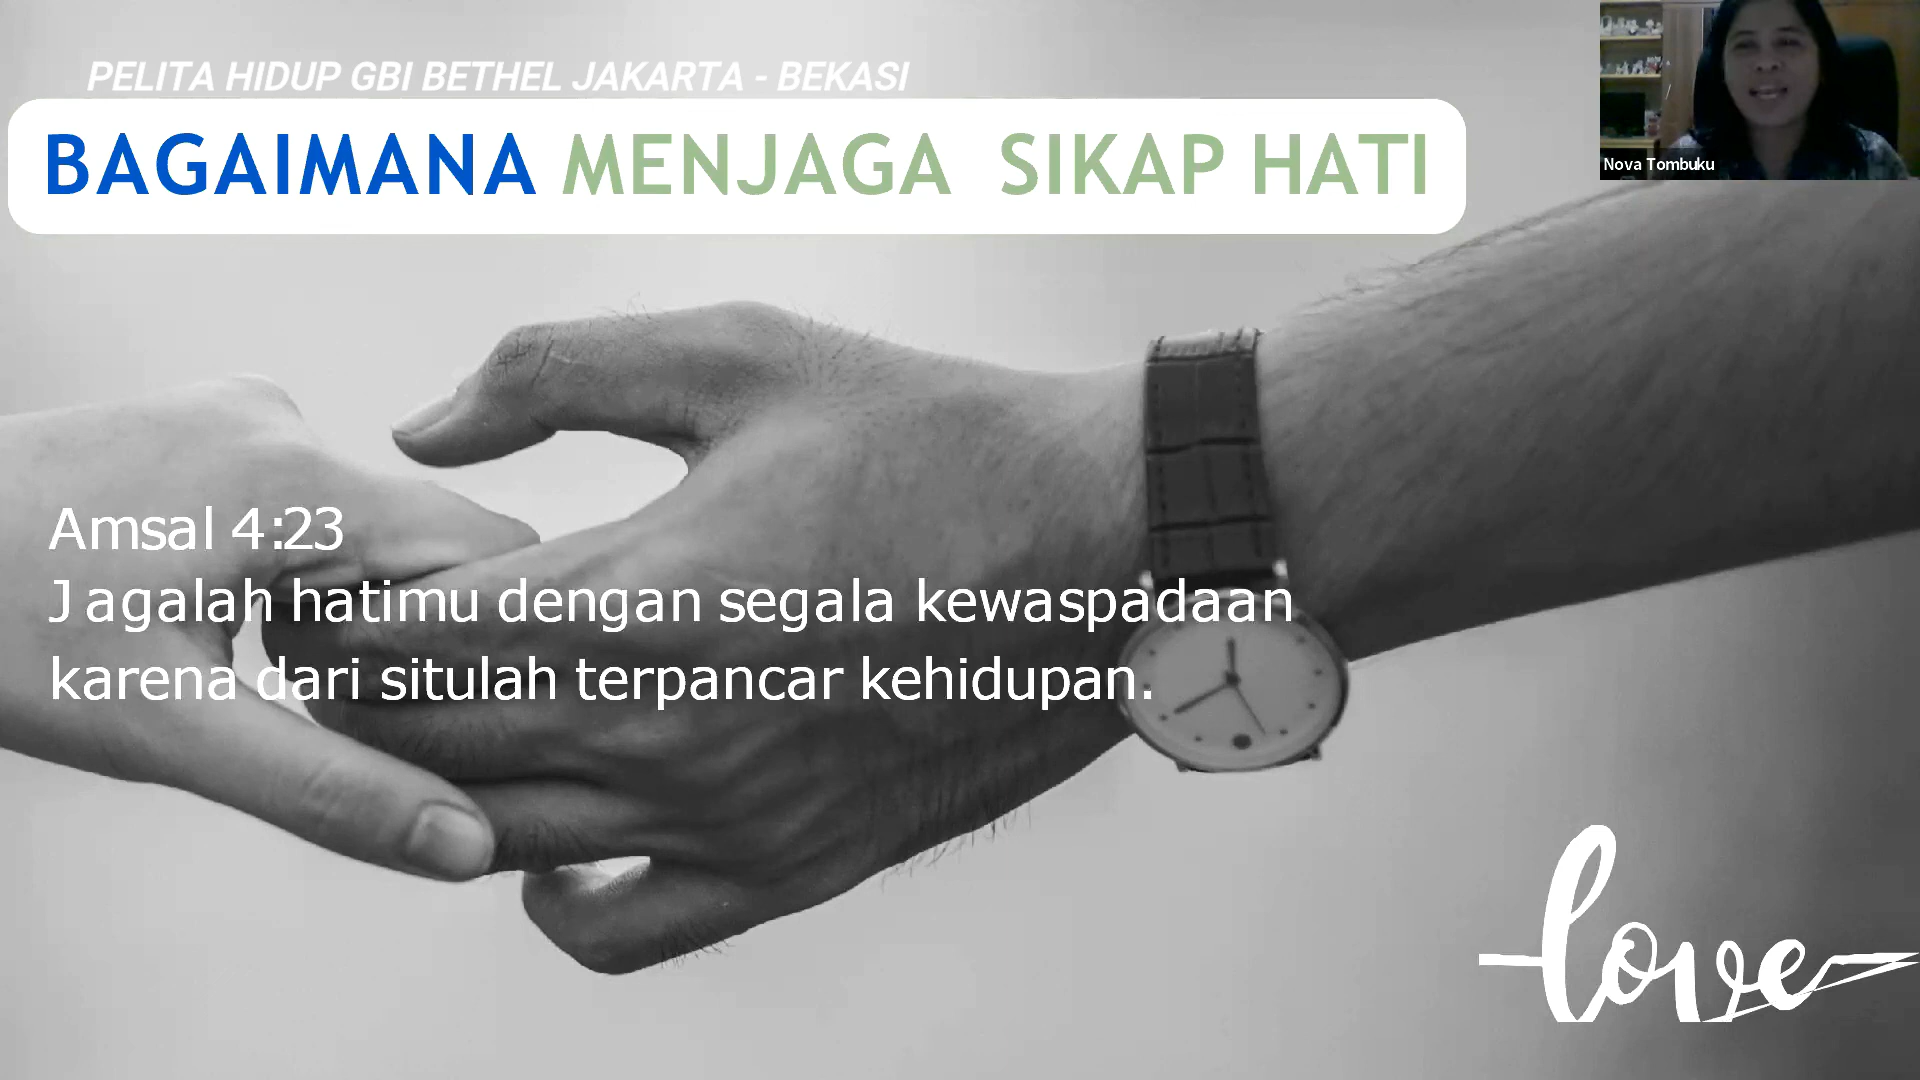 PELITA HIDUP GBI BETHEL JAKARTA - BEKASI
BAGAIMANA MENJAGA SIKAP HATI
Nova Tombuku
Amsal 4:23
Jagalah hatimu dengan segala kewaspadaan
karena dari situlah terpancar kehidupan.
love